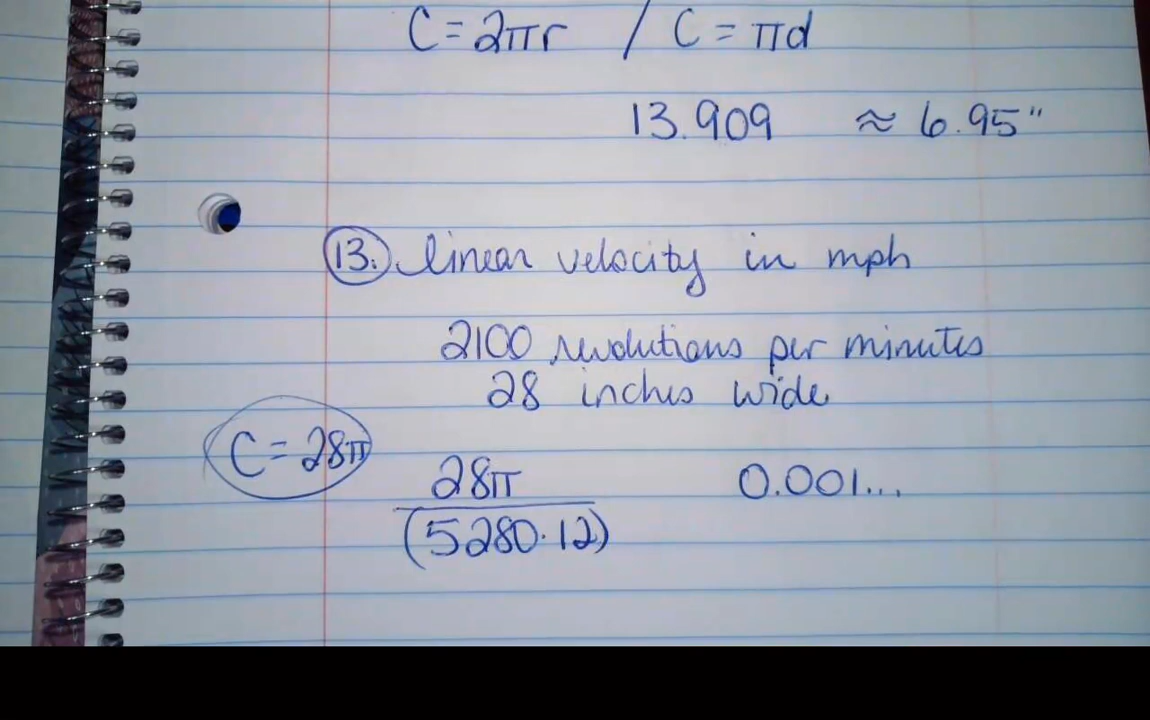 C = 2πr / C = πd
13.909 ≈ 6.95"
13. linear velocity in mph
2100 revolutions per minutes
28 inches wide
C = 28π
28π
(5280·12)
0.001...